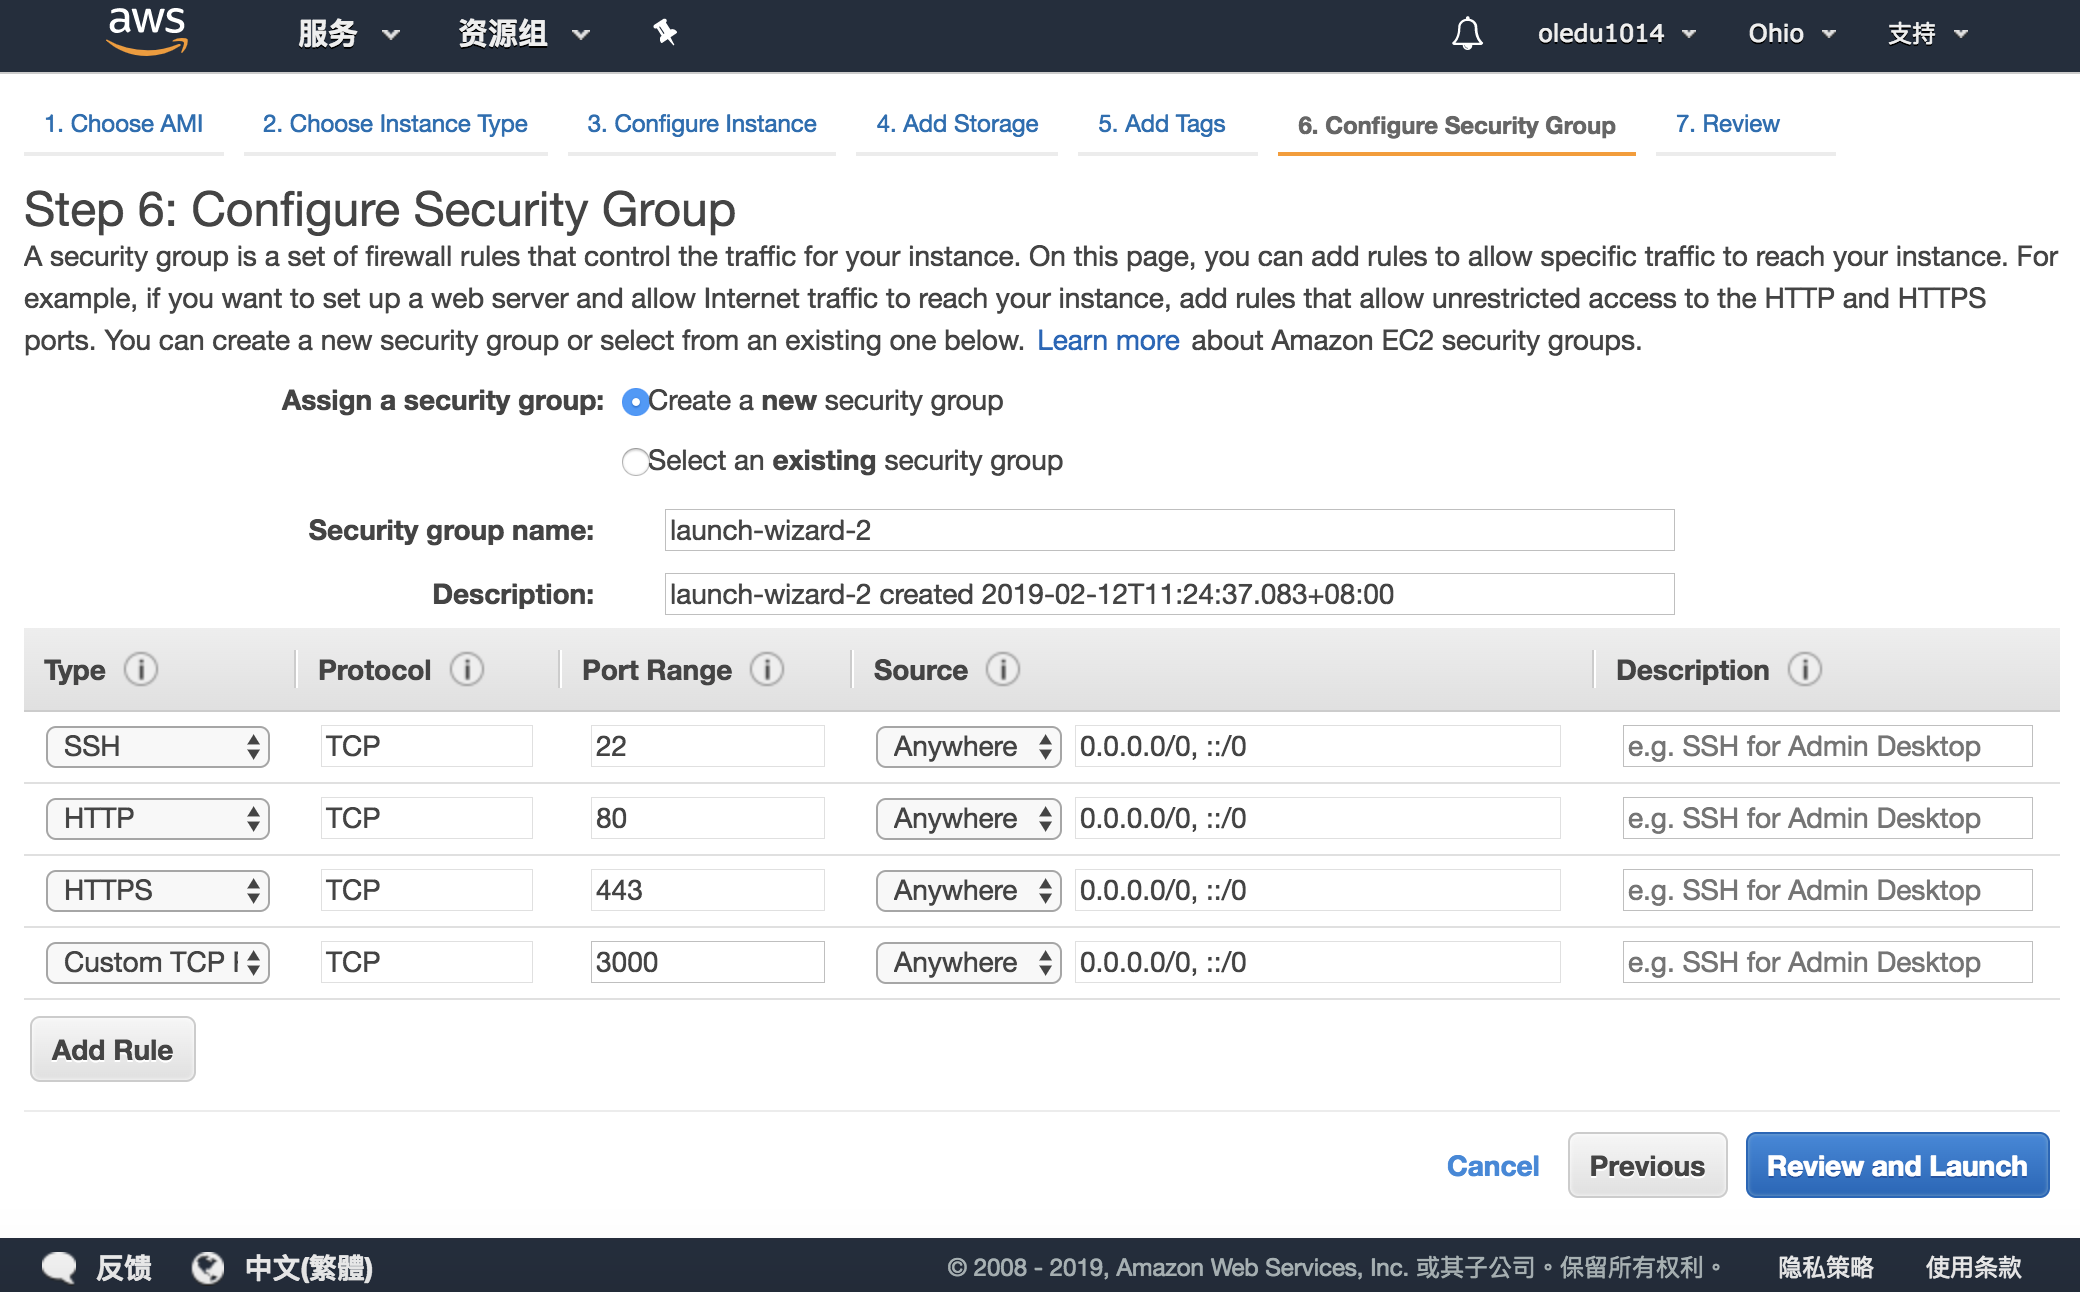 aws 服务 资源组 oledu1014 Ohio 支持
1. Choose AMI 2. Choose Instance Type 3. Configure Instance 4. Add Storage 5. Add Tags 6. Configure Security Group 7. Review
Step 6: Configure Security Group
A security group is a set of firewall rules that control the traffic for your instance. On this page, you can add rules to allow specific traffic to reach your instance. For
example, if you want to set up a web server and allow Internet traffic to reach your instance, add rules that allow unrestricted access to the HTTP and HTTPS
ports. You can create a new security group or select from an existing one below. Learn more about Amazon EC2 security groups.
Assign a security group: Create a new security group
Select an existing security group
Security group name: launch-wizard-2
Description: launch-wizard-2 created 2019-02-12T11:24:37.083+08:00
Type i Protocol i Port Range i Source i Description i
SSH TCP 22 Anywhere 0.0.0.0/0, ::/0 e.g. SSH for Admin Desktop
HTTP TCP 80 Anywhere 0.0.0.0/0, ::/0 e.g. SSH for Admin Desktop
HTTPS TCP 443 Anywhere 0.0.0.0/0, ::/0 e.g. SSH for Admin Desktop
Custom TCP TCP 3000 Anywhere 0.0.0.0/0, ::/0 e.g. SSH for Admin Desktop
Add Rule
Cancel Previous Review and Launch
反馈 中文(繁體) © 2008 - 2019, Amazon Web Services, Inc. 或其子公司。保留所有权利。 隐私策略 使用条款